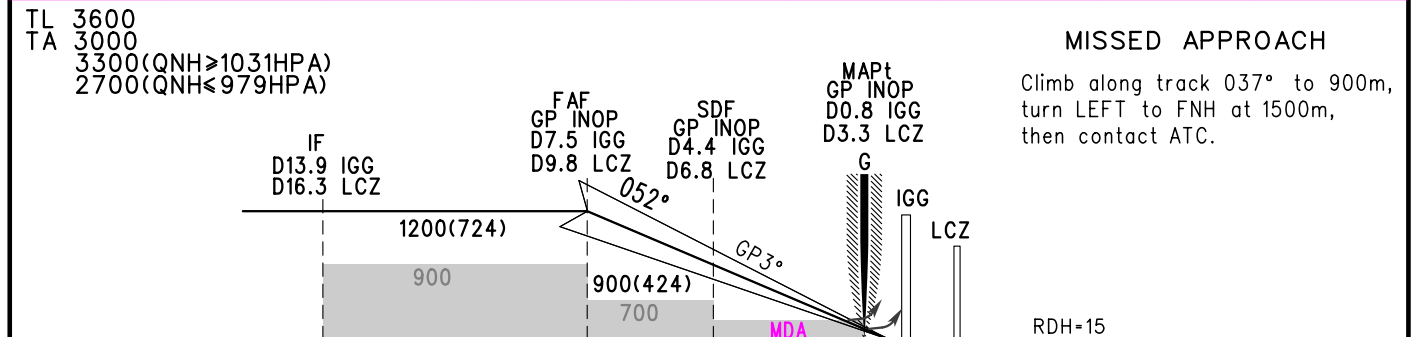 TL 3600
TA 3000
3300(QNH≥1031HPA)
2700(QNH≤979HPA)
MISSED APPROACH
Climb along track 037° to 900m,
turn LEFT to FNH at 1500m,
then contact ATC.
IF
D13.9 IGG
D16.3 LCZ
FAF
GP INOP
D7.5 IGG
D9.8 LCZ
SDF
GP INOP
D4.4 IGG
D6.8 LCZ
MAPt
GP INOP
D0.8 IGG
D3.3 LCZ
G
IGG
LCZ
052°
GP3°
1200(724)
900
900(424)
700
MDA
RDH=15